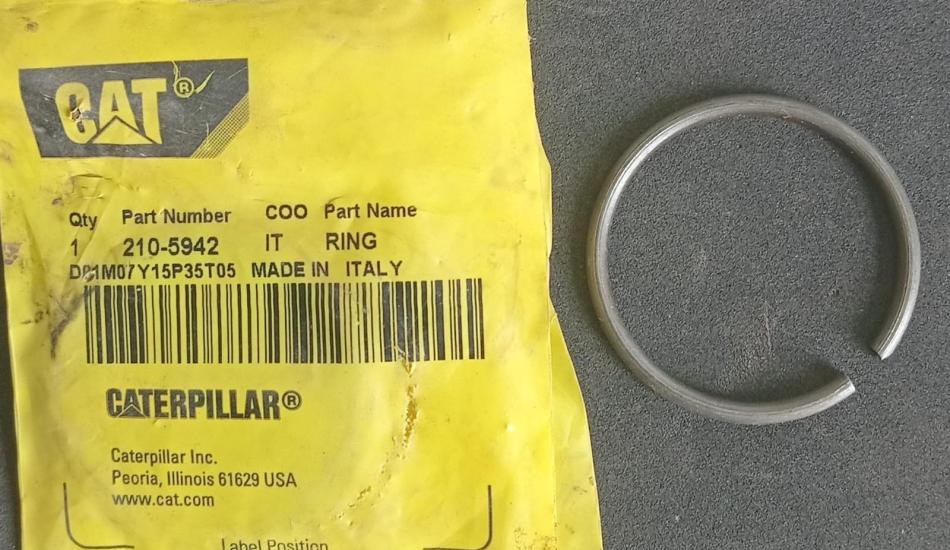 CAT®
Qty Part Number COO Part Name
1 210-5942 IT RING
D01M07Y15P35T05 MADE IN ITALY
CATERPILLAR®
Caterpillar Inc.
Peoria, Illinois 61629 USA
www.cat.com
Label Position